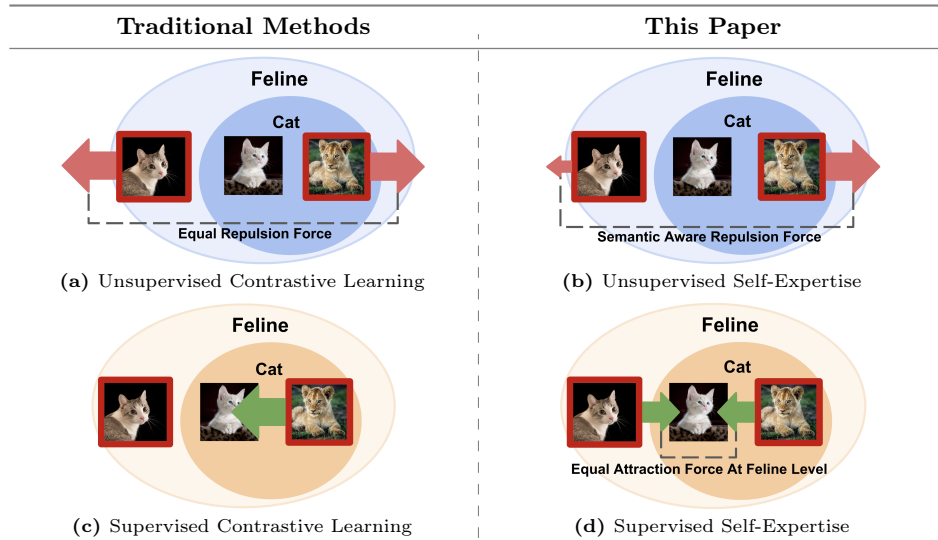 Traditional Methods
This Paper
Feline
Cat
Equal Repulsion Force
(a) Unsupervised Contrastive Learning
Feline
Cat
Semantic Aware Repulsion Force
(b) Unsupervised Self-Expertise
Feline
Cat
(c) Supervised Contrastive Learning
Feline
Cat
Equal Attraction Force At Feline Level
(d) Supervised Self-Expertise